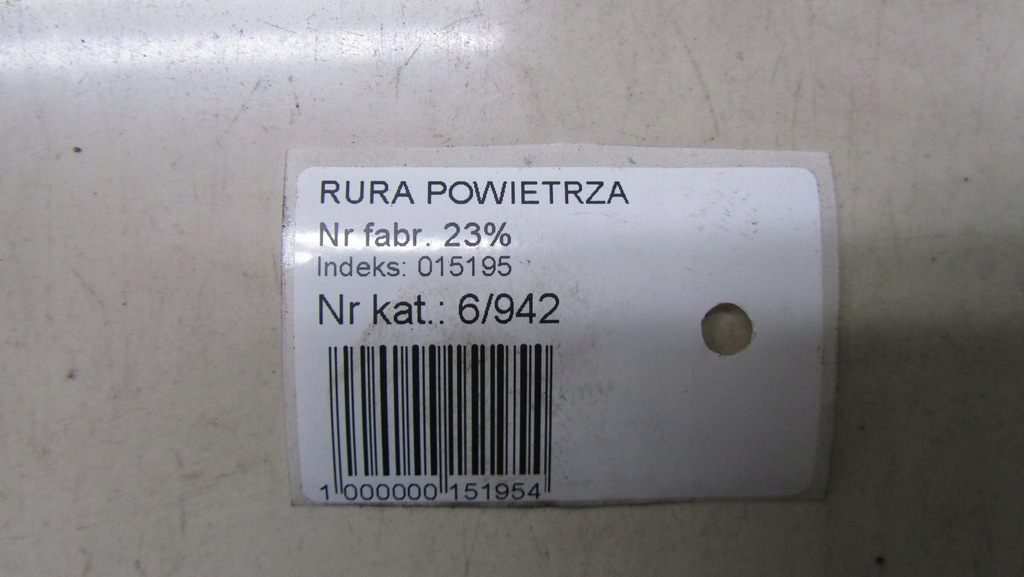 RURA POWIETRZA
Nr fabr. 23%
Indeks: 015195
Nr kat.: 6/942
1 000000 151954